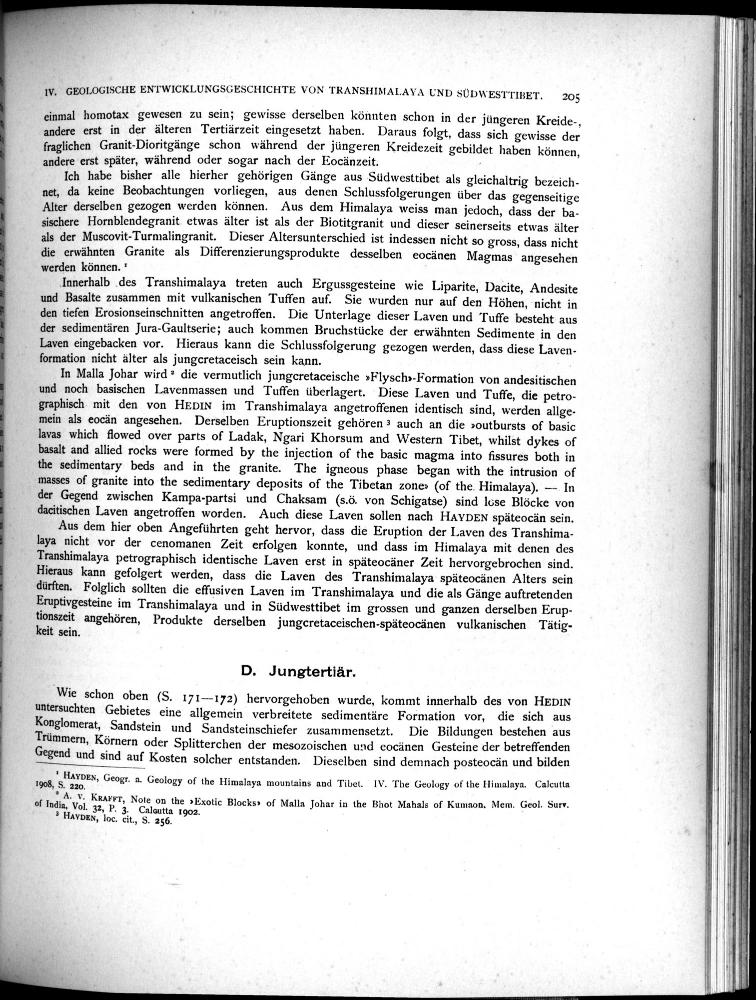 IV. GEOLOGISCHE ENTWICKLUNGSGESCHICHTE VON TRANSHIMALAYA UND SÜDWESTTIBET. 205
einmal homotax gewesen zu sein; gewisse derselben könnten schon in der jüngeren Kreide-,
andere erst in der älteren Tertiärzeit eingesetzt haben. Daraus folgt, dass sich gewisse der
fraglichen Granit-Dioritgänge schon während der jüngeren Kreidezeit gebildet haben können,
andere erst später, während oder sogar nach der Eocänzeit.
Ich habe bisher alle hierher gehörigen Gänge aus Südwesttibet als gleichaltrig bezeich-
net, da keine Beobachtungen vorliegen, aus denen Schlussfolgerungen über das gegenseitige
Alter derselben gezogen werden können. Aus dem Himalaya weiss man jedoch, dass der ba-
sischere Hornblendegranit etwas älter ist als der Biotitgranit und dieser seinerseits etwas älter
als der Muscovit-Turmalingranit. Dieser Altersunterschied ist indessen nicht so gross, dass nicht
die erwähnten Granite als Differenzierungsprodukte desselben eocänen Magmas angesehen
werden können. ¹
Innerhalb des Transhimalaya treten auch Ergussgesteine wie Liparite, Dacite, Andesite
und Basalte zusammen mit vulkanischen Tuffen auf. Sie wurden nur auf den Höhen, nicht in
den tiefen Erosionseinschnitten angetroffen. Die Unterlage dieser Laven und Tuffe besteht aus
der sedimentären Jura-Gaultserie; auch kommen Bruchstücke der erwähnten Sedimente in den
Laven eingebacken vor. Hieraus kann die Schlussfolgerung gezogen werden, dass diese Laven-
formation nicht älter als jungcretaceisch sein kann.
In Malla Johar wird ² die vermutlich jungcretaceische »Flysch»-Formation von andesitischen
und noch basischen Lavenmassen und Tuffen überlagert. Diese Laven und Tuffe, die petro-
graphisch mit den von HEDIN im Transhimalaya angetroffenen identisch sind, werden allge-
mein als eocän angesehen. Derselben Eruptionszeit gehören ³ auch an die »outbursts of basic
lavas which flowed over parts of Ladak, Ngari Khorsum and Western Tibet, whilst dykes of
basalt and allied rocks were formed by the injection of the basic magma into fissures both in
the sedimentary beds and in the granite. The igneous phase began with the intrusion of
masses of granite into the sedimentary deposits of the Tibetan zone» (of the Himalaya). — In
der Gegend zwischen Kampa-partsi und Chaksam (s.ö. von Schigatse) sind lose Blöcke von
dacitischen Laven angetroffen worden. Auch diese Laven sollen nach HAYDEN späteocän sein.
Aus dem hier oben Angeführten geht hervor, dass die Eruption der Laven des Transhima-
laya nicht vor der cenomanen Zeit erfolgen konnte, und dass im Himalaya mit denen des
Transhimalaya petrographisch identische Laven erst in späteocäner Zeit hervorgebrochen sind.
Hieraus kann gefolgert werden, dass die Laven des Transhimalaya späteocänen Alters sein
dürften. Folglich sollten die effusiven Laven im Transhimalaya und die als Gänge auftretenden
Eruptivgesteine im Transhimalaya und in Südwesttibet im grossen und ganzen derselben Erup-
tionszeit angehören, Produkte derselben jungcretaceischen-späteocänen vulkanischen Tätig-
keit sein.
D. Jungtertiär.
Wie schon oben (S. 171—172) hervorgehoben wurde, kommt innerhalb des von HEDIN
untersuchten Gebietes eine allgemein verbreitete sedimentäre Formation vor, die sich aus
Konglomerat, Sandstein und Sandsteinschiefer zusammensetzt. Die Bildungen bestehen aus
Trümmern, Körnern oder Splitterchen der mesozoischen und eocänen Gesteine der betreffenden
Gegend und sind auf Kosten solcher entstanden. Dieselben sind demnach posteocän und bilden
¹ HAYDEN, Geogr. a. Geology of the Himalaya mountains and Tibet. IV. The Geology of the Himalaya. Calcutta
1908, S. 220.
² A. V. KRAFFT, Note on the »Exotic Blocks» of Malla Johar in the Bhot Mahals of Kumaon. Mem. Geol. Surv.
of India, Vol. 32, P. 3. Calautta 1902.
³ HAYDEN, loc. cit., S. 256.